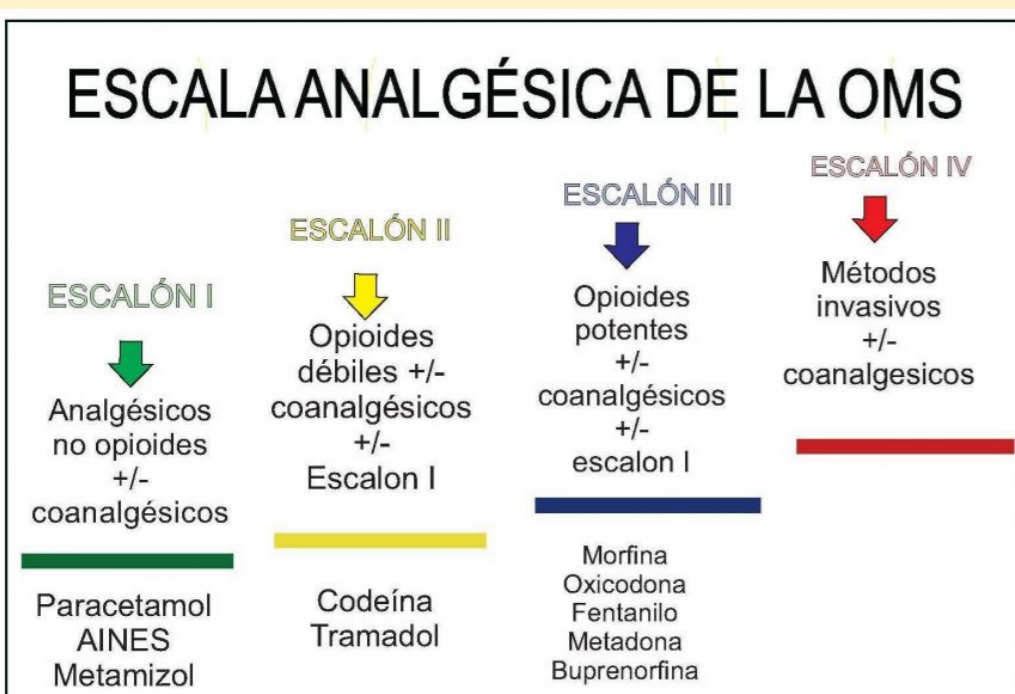 ESCALA ANALGÉSICA DE LA OMS
ESCALÓN I
Analgésicos
no opioides
+/-
coanalgésicos
Paracetamol
AINES
Metamizol
ESCALÓN II
Opioides
débiles +/-
coanalgésicos
+/-
Escalon I
Codeína
Tramadol
ESCALÓN III
Opioides
potentes
+/-
coanalgésicos
+/-
escalon I
Morfina
Oxicodona
Fentanilo
Metadona
Buprenorfina
ESCALÓN IV
Métodos
invasivos
+/-
coanalgesicos